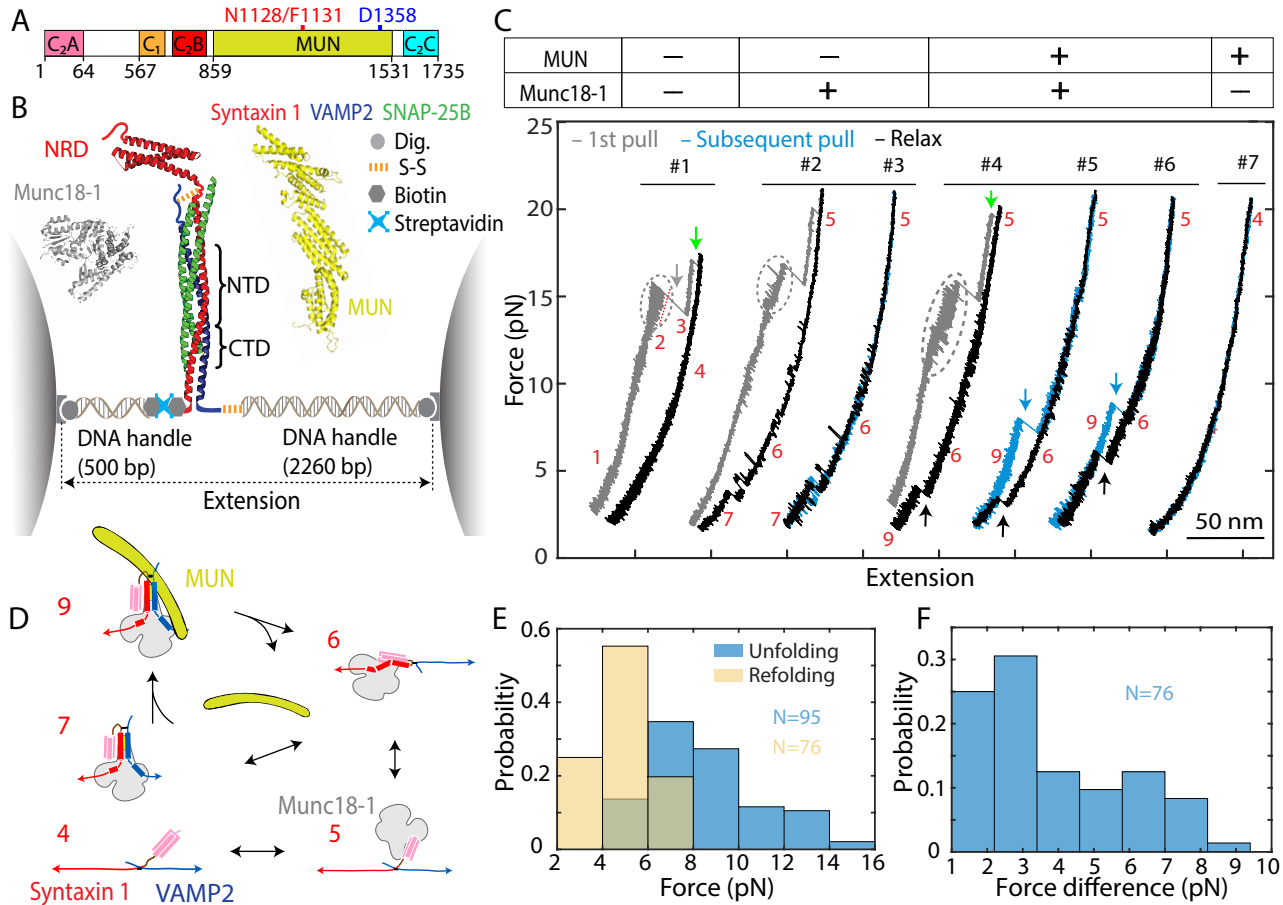 A
N1128/F1131 D1358
C₂A C₁ C₂B MUN C₂C
1 64 567 859 1531 1735
B
Syntaxin 1 VAMP2 SNAP-25B
NRD
Munc18-1
Dig.
S-S
Biotin
Streptavidin
NTD
CTD
MUN
DNA handle
(500 bp)
DNA handle
(2260 bp)
Extension
C
MUN − − + +
Munc18-1 − + + −
– 1st pull – Subsequent pull – Relax
#1 #2 #3 #4 #5 #6 #7
Force (pN)
25
20
15
10
5
0
1 2 3 4
5 6 7
5 6 7
5 6 9
5 9 6
5 9 6
4
50 nm
Extension
D
MUN
9
6
7
Munc18-1
4
5
Syntaxin 1 VAMP2
E
Probabiltiy
0.6
0.4
0.2
0
Unfolding
Refolding
N=95
N=76
2 4 6 8 10 12 14 16
Force (pN)
F
Probability
0.3
0.2
0.1
0
N=76
1 2 3 4 5 6 7 8 9 10
Force difference (pN)